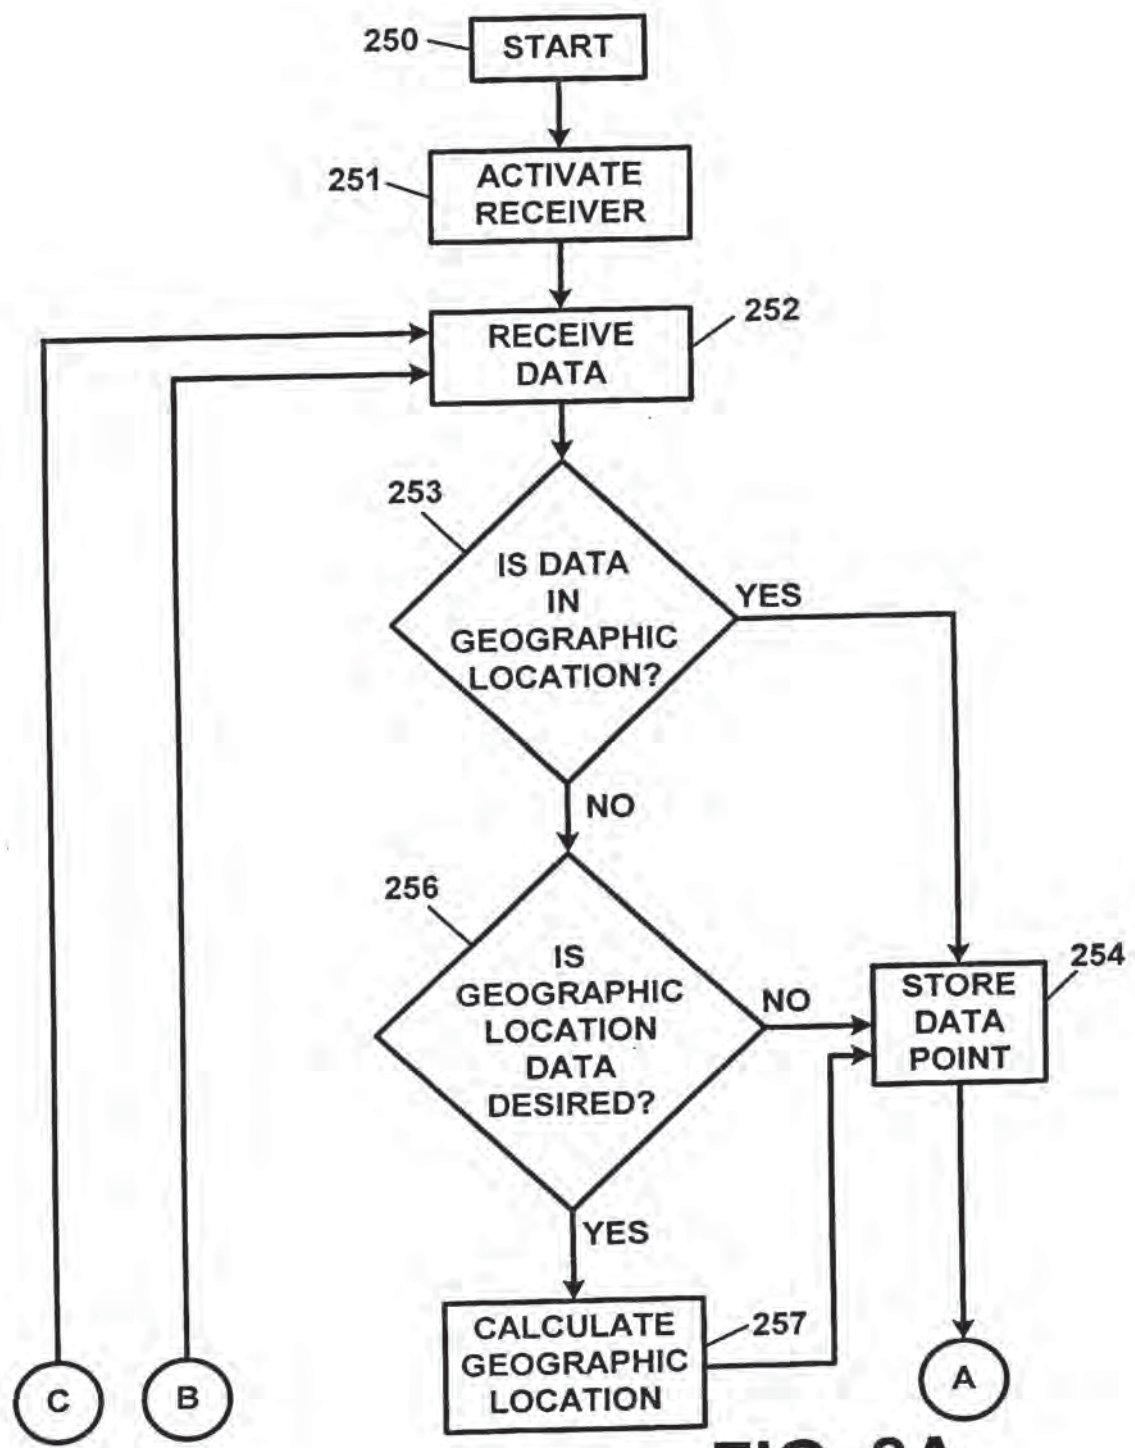 250
START
251
ACTIVATE
RECEIVER
252
RECEIVE
DATA
253
IS DATA
IN
GEOGRAPHIC
LOCATION?
YES
NO
256
IS
GEOGRAPHIC
LOCATION
DATA
DESIRED?
NO
254
STORE
DATA
POINT
YES
CALCULATE
GEOGRAPHIC
LOCATION
257
C
B
A